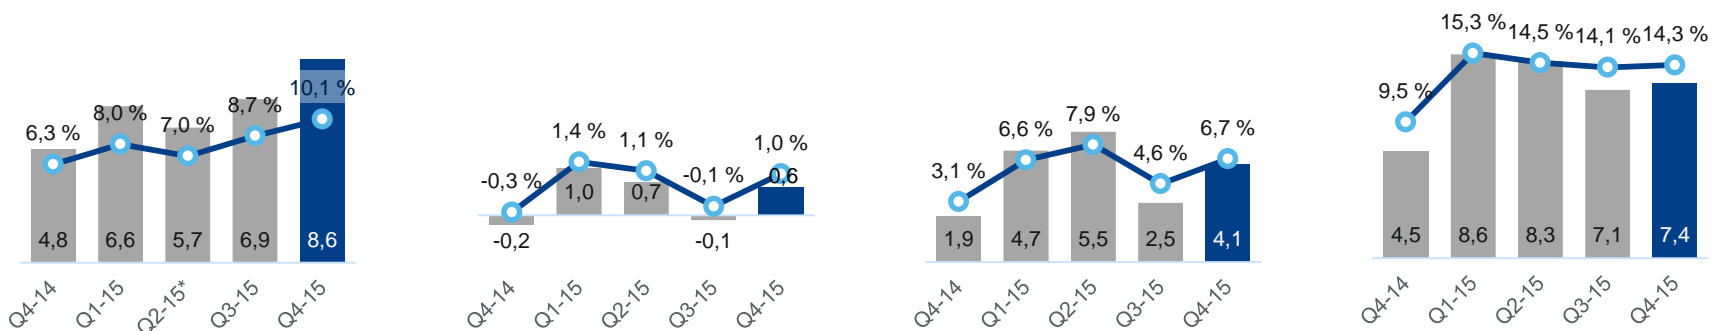 6,3 %
8,0 %
7,0 %
8,7 %
10,1 %
4,8
6,6
5,7
6,9
8,6
Q4-14
Q1-15
Q2-15*
Q3-15
Q4-15
-0,3 %
1,4 %
1,1 %
-0,1 %
1,0 %
-0,2
1,0
0,7
-0,1
0,6
Q4-14
Q1-15
Q2-15
Q3-15
Q4-15
3,1 %
6,6 %
7,9 %
4,6 %
6,7 %
1,9
4,7
5,5
2,5
4,1
Q4-14
Q1-15
Q2-15
Q3-15
Q4-15
9,5 %
15,3 %
14,5 %
14,1 %
14,3 %
4,5
8,6
8,3
7,1
7,4
Q4-14
Q1-15
Q2-15
Q3-15
Q4-15